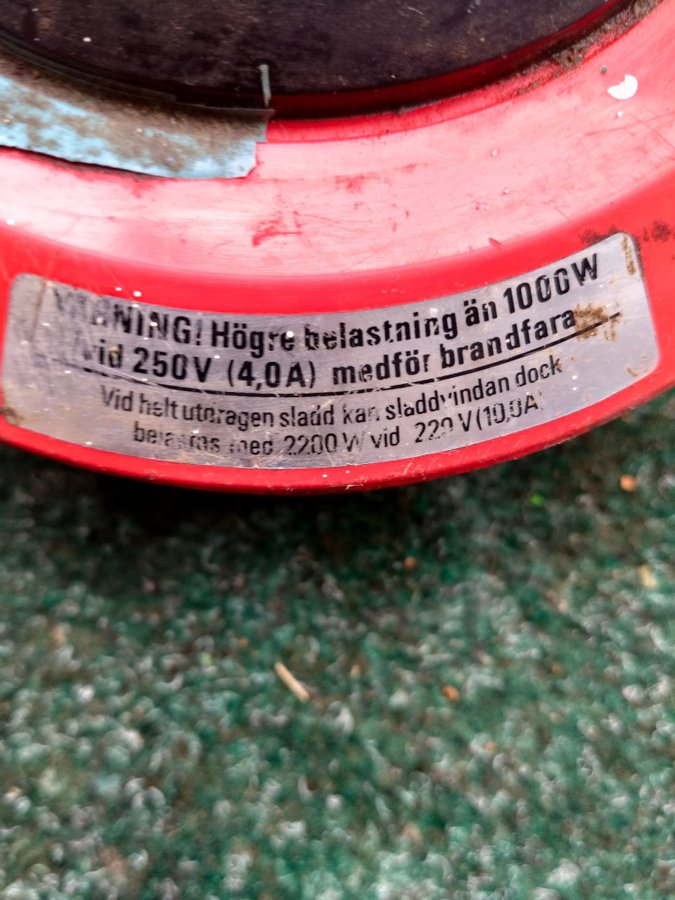 VARNING! Högre belastning än 1000W
vid 250V (4,0A) medför brandfara
Vid helt utdragen sladd kan sladdvindan dock
belastas med 2200 W vid 220 V (10,0A)